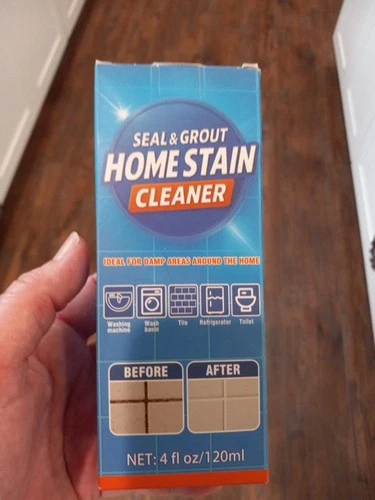 SEAL & GROUT
HOME STAIN
CLEANER
IDEAL FOR DAMP AREAS AROUND THE HOME
Washing machine
Wash basin
Tile
Refrigerator
Toilet
BEFORE
AFTER
NET: 4 fl oz/120ml